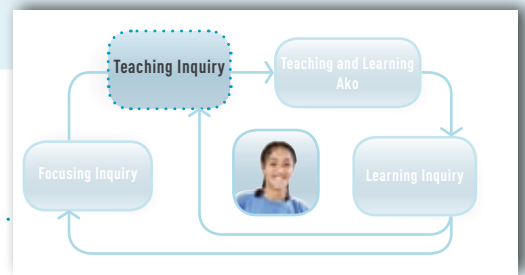 Teaching Inquiry
Teaching and Learning
Ako
Focusing Inquiry
Learning Inquiry